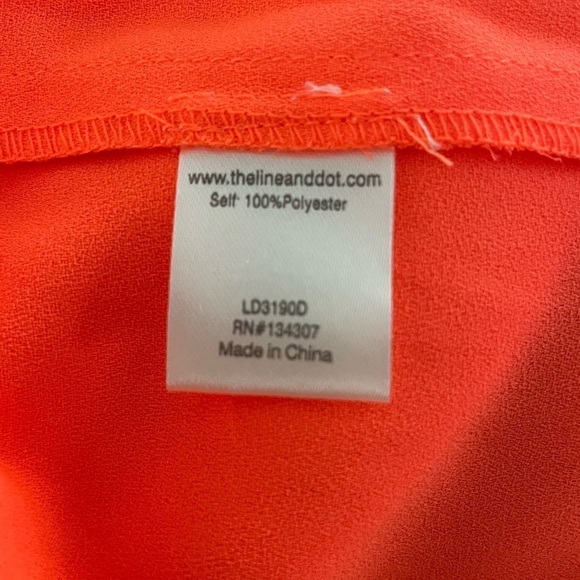 www.thelineanddot.com
Self: 100%Polyester
LD3190D
RN#134307
Made in China